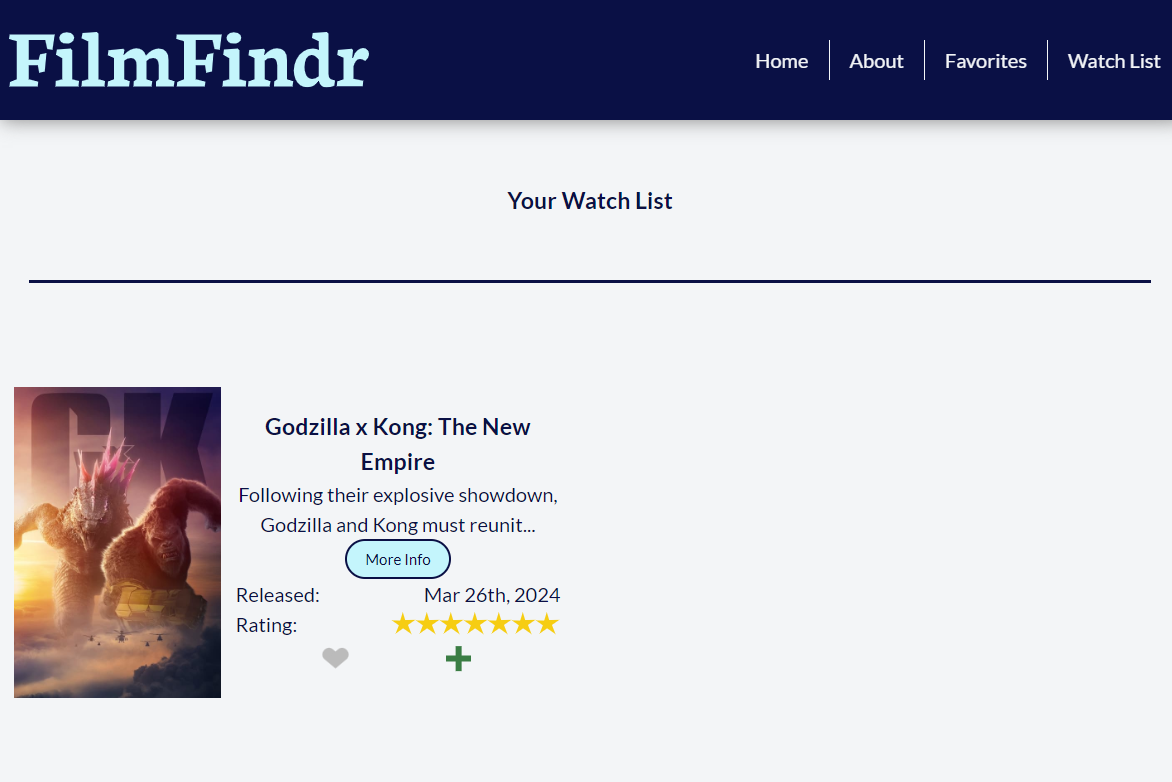 FilmFindr
Home
About
Favorites
Watch List
Your Watch List
GK
Godzilla x Kong: The New
Empire
Following their explosive showdown,
Godzilla and Kong must reunit...
More Info
Released: Mar 26th, 2024
Rating: ★★★★★★★